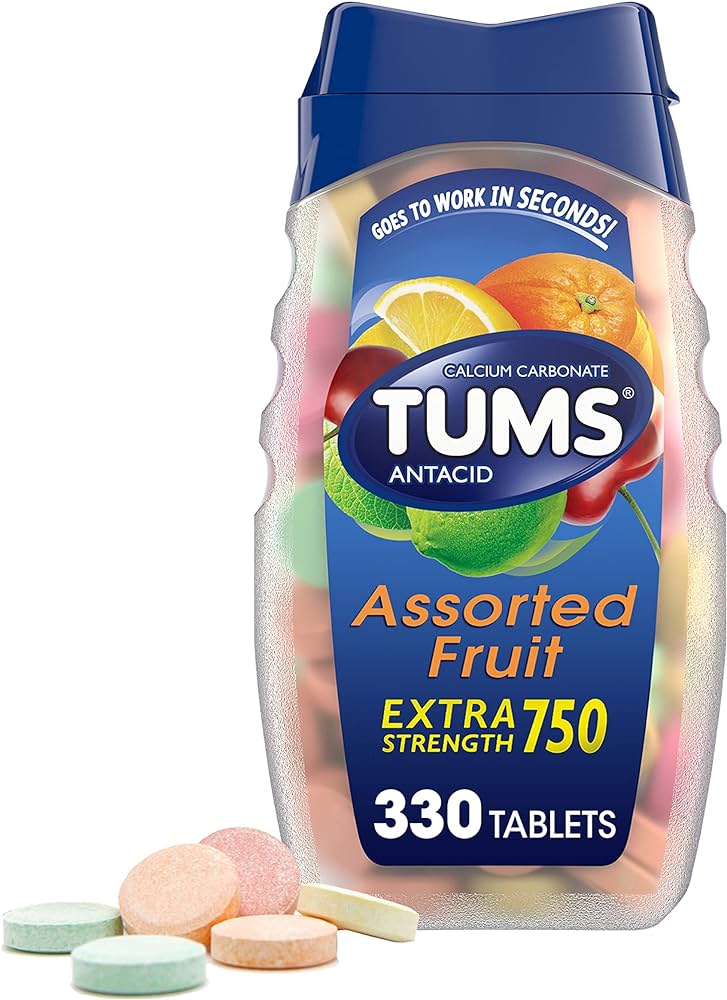 GOES TO WORK IN SECONDS!
CALCIUM CARBONATE
TUMS®
ANTACID
Assorted
Fruit
EXTRA
STRENGTH 750
330 TABLETS